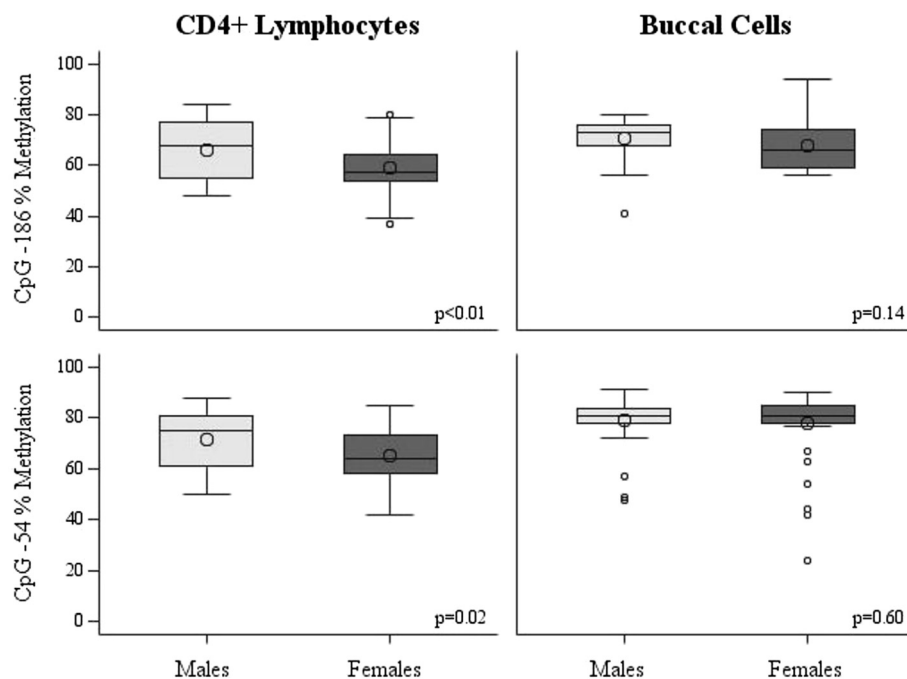 CD4+ Lymphocytes
Buccal Cells
CpG -186 % Methylation
100
80
60
40
20
0
p<0.01
p=0.14
CpG -54 % Methylation
100
80
60
40
20
0
p=0.02
p=0.60
Males
Females
Males
Females